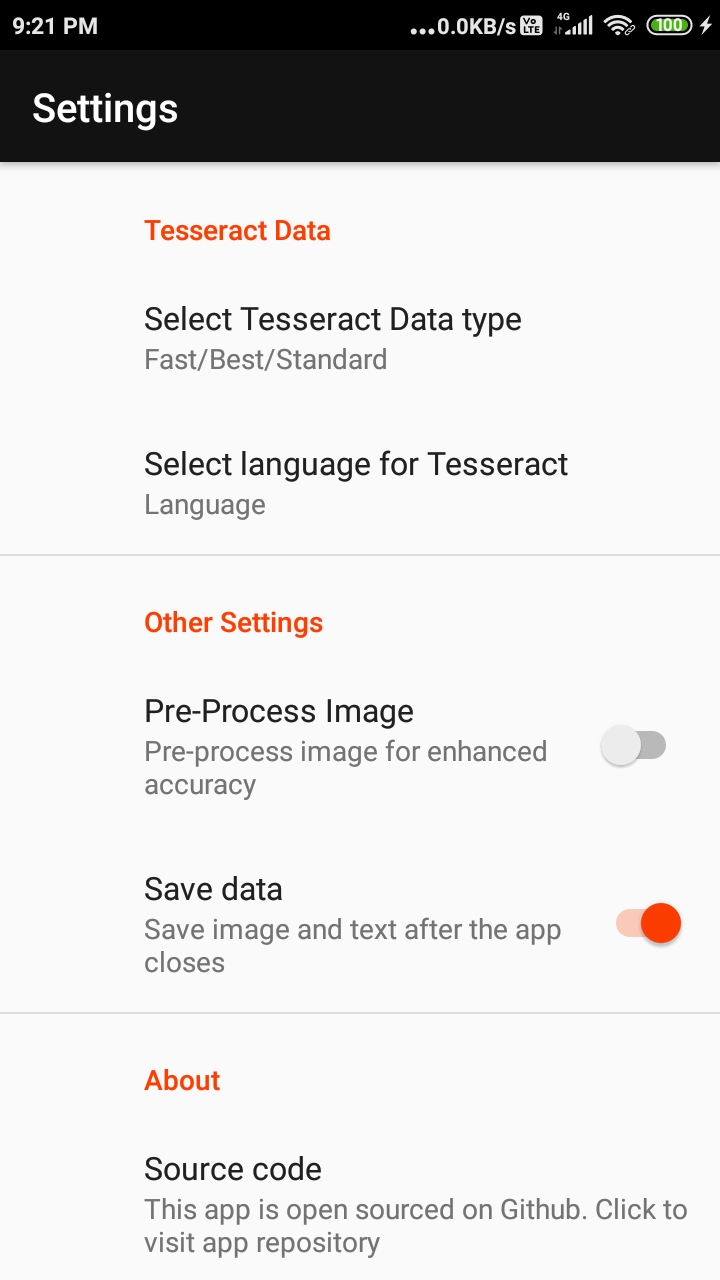 9:21 PM ...0.0KB/s Vo LTE 4G 100
Settings
Tesseract Data
Select Tesseract Data type
Fast/Best/Standard
Select language for Tesseract
Language
Other Settings
Pre-Process Image
Pre-process image for enhanced
accuracy
Save data
Save image and text after the app
closes
About
Source code
This app is open sourced on Github. Click to
visit app repository